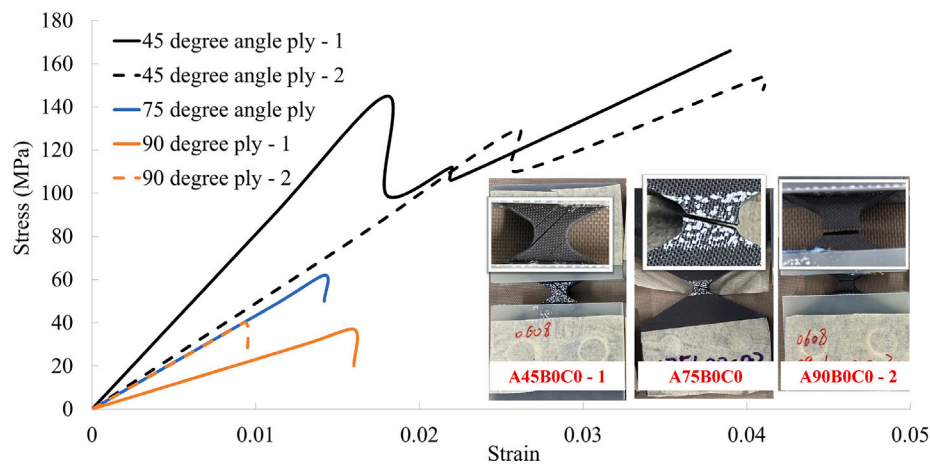 180
160
140
120
100
80
60
40
20
0
Stress (MPa)
45 degree angle ply - 1
45 degree angle ply - 2
75 degree angle ply
90 degree ply - 1
90 degree ply - 2
0608
0608
A45B0C0 - 1
A75B0C0
A90B0C0 - 2
0
0.01
0.02
0.03
0.04
0.05
Strain